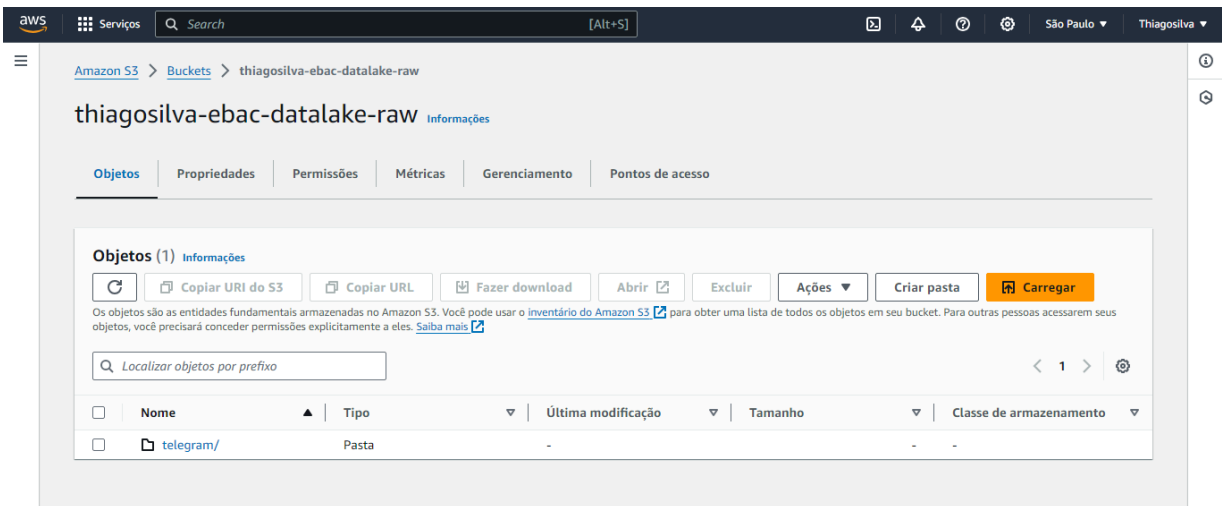 aws Serviços Search [Alt+S] São Paulo Thiagosilva
Amazon S3 > Buckets > thiagosilva-ebac-datalake-raw
thiagosilva-ebac-datalake-raw Informações
Objetos Propriedades Permissões Métricas Gerenciamento Pontos de acesso
Objetos (1) Informações
Copiar URI do S3 Copiar URL Fazer download Abrir Excluir Ações Criar pasta Carregar
Os objetos são as entidades fundamentais armazenadas no Amazon S3. Você pode usar o inventário do Amazon S3 para obter uma lista de todos os objetos em seu bucket. Para outras pessoas acessarem seus
objetos, você precisará conceder permissões explicitamente a eles. Saiba mais
Localizar objetos por prefixo < 1 >
Nome Tipo Última modificação Tamanho Classe de armazenamento
telegram/ Pasta - - -